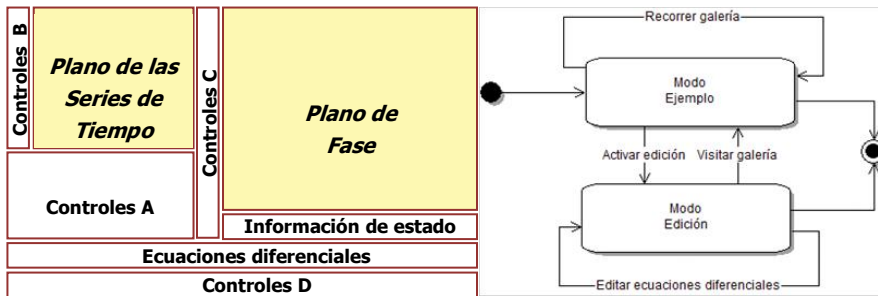 Controles B
Plano de las
Series de
Tiempo
Controles C
Plano de
Fase
Controles A
Información de estado
Ecuaciones diferenciales
Controles D
Recorrer galería
Modo
Ejemplo
Activar edición
Visitar galería
Modo
Edición
Editar ecuaciones diferenciales